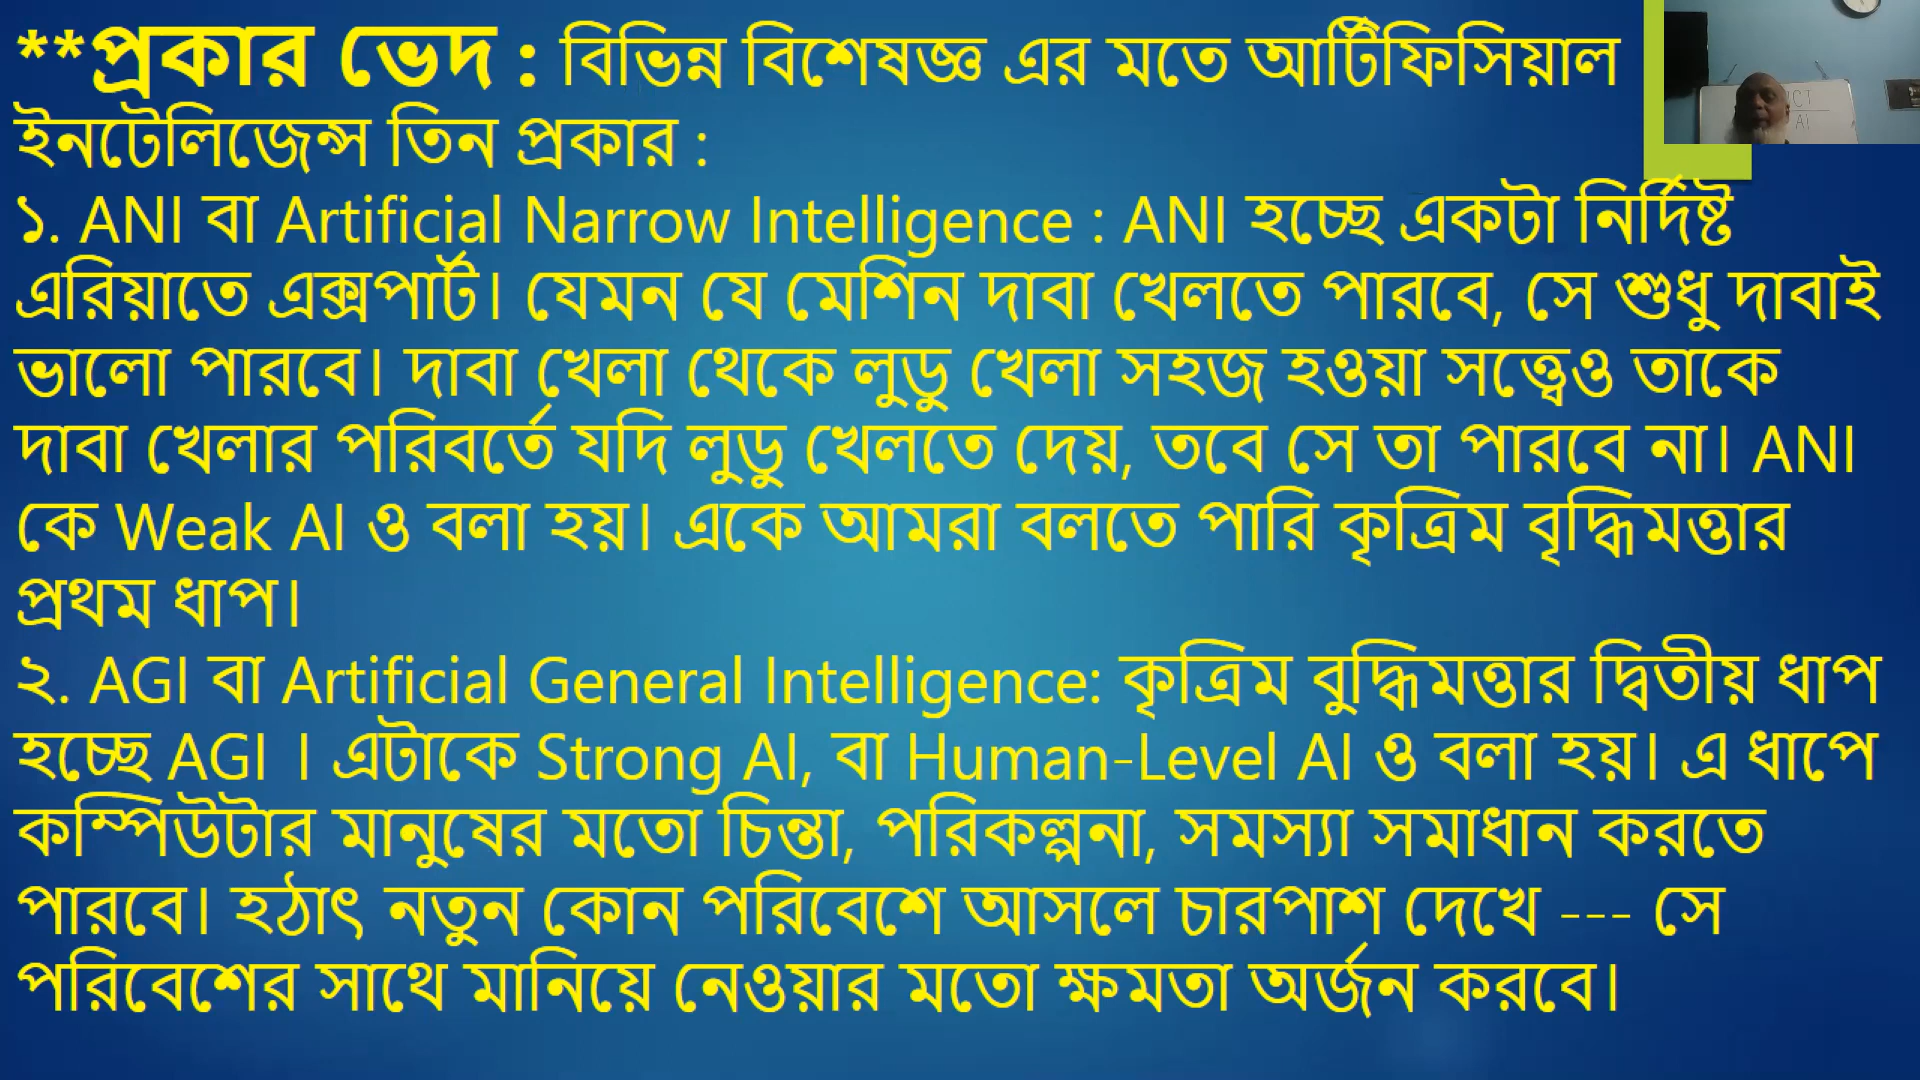 **প্রকার ভেদ : বিভিন্ন বিশেষজ্ঞ এর মতে আর্টিফিসিয়াল
ইনটেলিজেন্স তিন প্রকার :
১. ANI বা Artificial Narrow Intelligence : ANI হচ্ছে একটা নির্দিষ্ট
এরিয়াতে এক্সপার্ট। যেমন যে মেশিন দাবা খেলতে পারবে, সে শুধু দাবাই
ভালো পারবে। দাবা খেলা থেকে লুডু খেলা সহজ হওয়া সত্ত্বেও তাকে
দাবা খেলার পরিবর্তে যদি লুডু খেলতে দেয়, তবে সে তা পারবে না। ANI
কে Weak AI ও বলা হয়। একে আমরা বলতে পারি কৃত্রিম বৃদ্ধিমত্তার
প্রথম ধাপ।
২. AGI বা Artificial General Intelligence: কৃত্রিম বুদ্ধিমত্তার দ্বিতীয় ধাপ
হচ্ছে AGI । এটাকে Strong AI, বা Human-Level AI ও বলা হয়। এ ধাপে
কম্পিউটার মানুষের মতো চিন্তা, পরিকল্পনা, সমস্যা সমাধান করতে
পারবে। হঠাৎ নতুন কোন পরিবেশে আসলে চারপাশ দেখে --- সে
পরিবেশের সাথে মানিয়ে নেওয়ার মতো ক্ষমতা অর্জন করবে।
AI